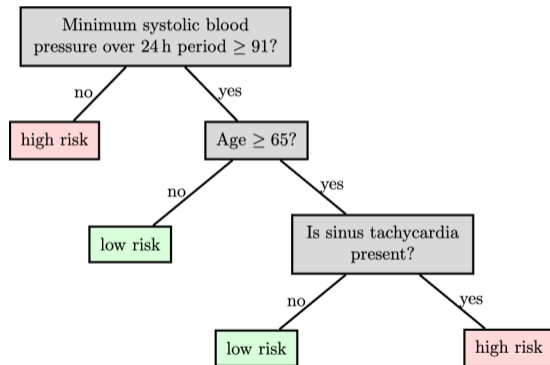 Minimum systolic blood
pressure over 24 h period ≥ 91?
no
yes
high risk
Age ≥ 65?
no
yes
low risk
Is sinus tachycardia
present?
no
yes
low risk
high risk